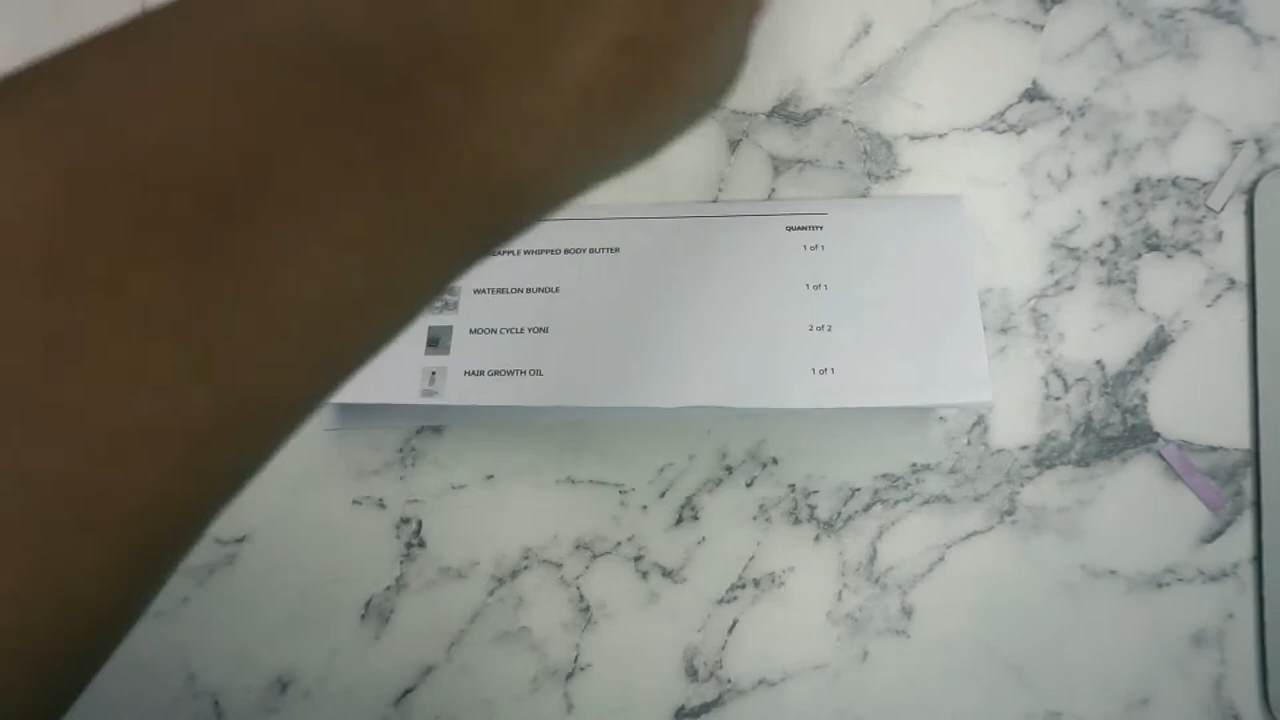 QUANTITY
WHIPPED BODY BUTTER 1 of 1
WATERELON BUNDLE 1 of 1
MOON CYCLE YONI 2 of 2
HAIR GROWTH OIL 1 of 1